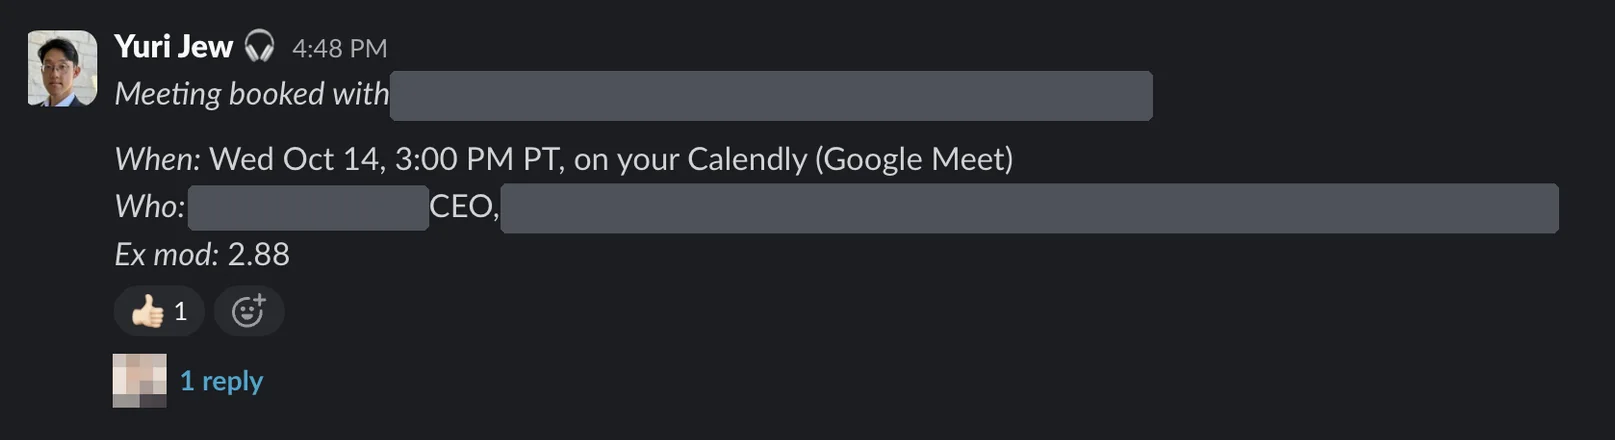 Yuri Jew 4:48 PM
Meeting booked with
When: Wed Oct 14, 3:00 PM PT, on your Calendly (Google Meet)
Who: CEO,
Ex mod: 2.88
1
1 reply